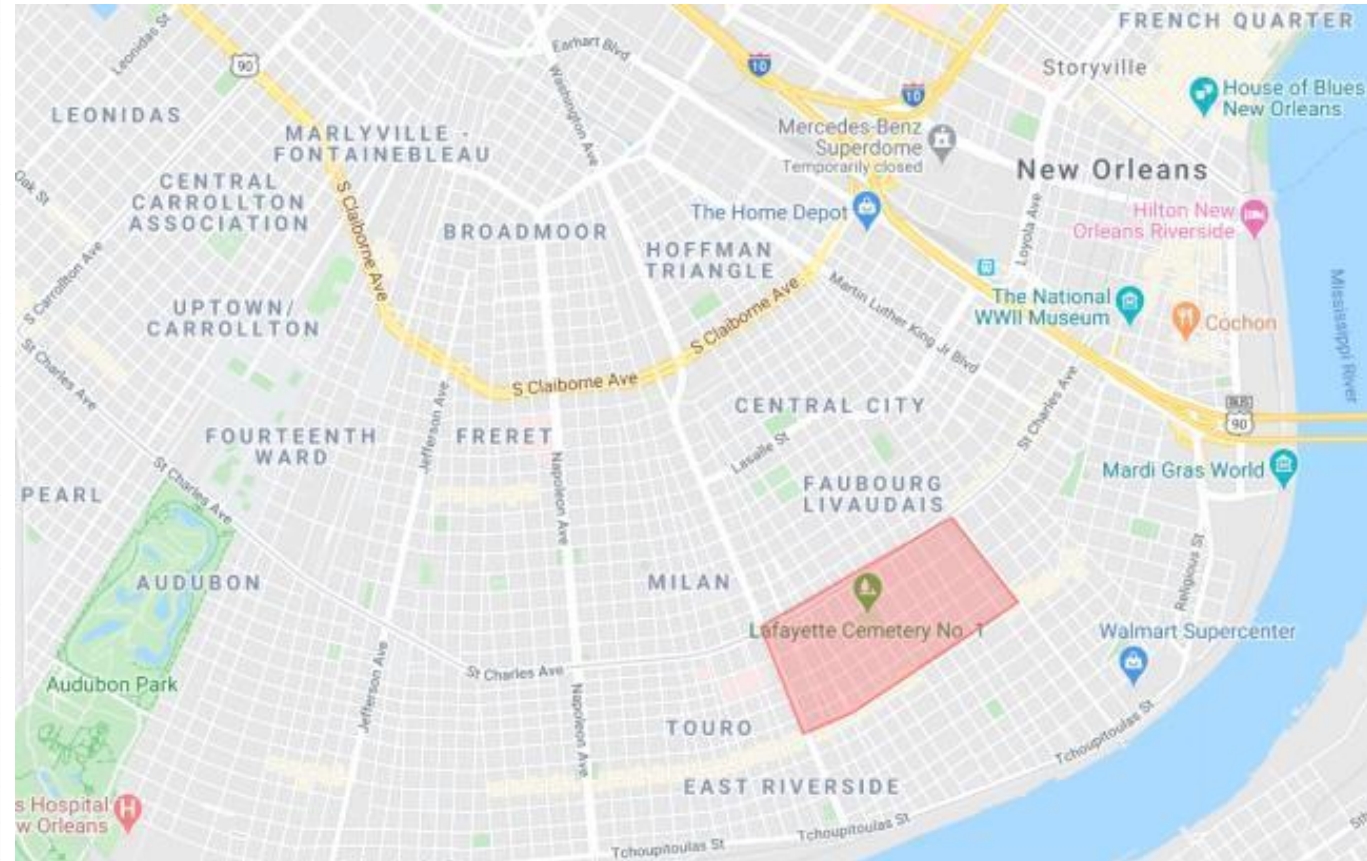 FRENCH QUARTER
Leonidas St
90
Earhart Blvd
10
Storyville
House of Blues
New Orleans
10
LEONIDAS
MARLYVILLE -
FONTAINEBLEAU
Washington Ave
Mercedes-Benz
Superdome
Temporarily closed
New Orleans
Oak St
CENTRAL
CARROLLTON
ASSOCIATION
S Claiborne Ave
BROADMOOR
The Home Depot
HOFFMAN
TRIANGLE
Loyola Ave
Hilton New
Orleans Riverside
S Carrollton Ave
UPTOWN/
CARROLLTON
Martin Luther King Jr Blvd
The National
WWII Museum
Cochon
Mississippi River
S Claiborne Ave
St Charles Ave
S Claiborne Ave
Jefferson Ave
CENTRAL CITY
St Charles Ave
90
FOURTEENTH
WARD
FRERET
Lasalle St
Napoleon Ave
St Charles Ave
FAUBOURG
LIVAUDAIS
Mardi Gras World
PEARL
AUDUBON
MILAN
Religious St
Lafayette Cemetery No. 1
Walmart Supercenter
Audubon Park
St Charles Ave
Jefferson Ave
Napoleon Ave
TOURO
Tchoupitoulas St
EAST RIVERSIDE
s Hospital
w Orleans
Tchoupitoulas St
Tchoupitoulas St